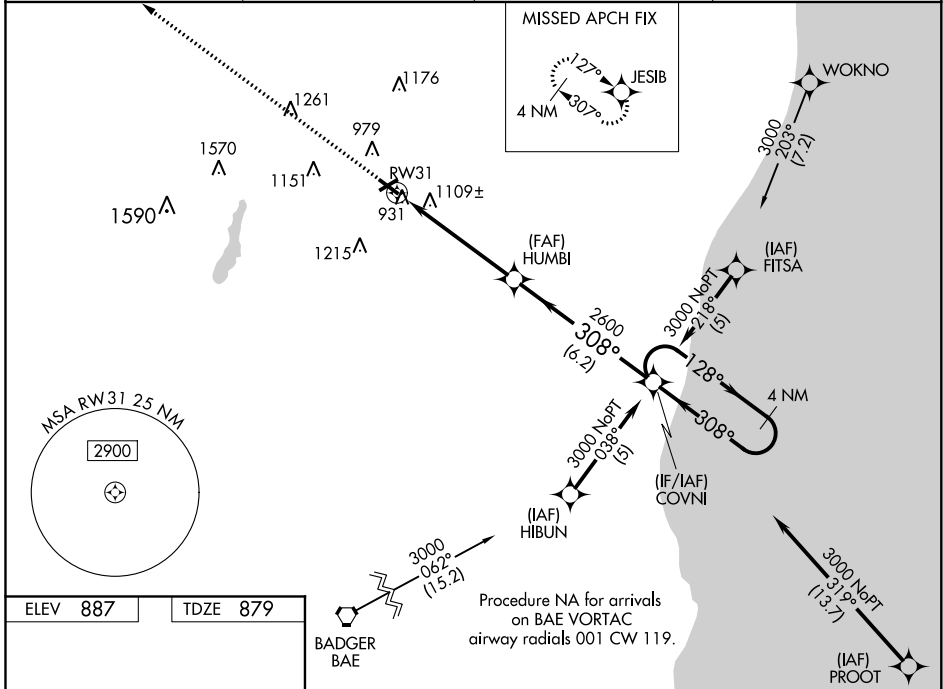 MISSED APCH FIX
127°
JESIB
4 NM
307°
WOKNO
3000
203°
(7.2)
1176
1261
979
1570
1151
RW31
1109±
931
1590
1215
(FAF)
HUMBI
(IAF)
FITSA
3000 NoPT
218°
(5)
2600
308°
(6.2)
128°
4 NM
308°
MSA RW31 25 NM
2900
3000 NoPT
038°
(5)
(IF/IAF)
COVNI
(IAF)
HIBUN
3000
062°
(15.2)
3000 NoPT
319°
(13.7)
ELEV 887
TDZE 879
BADGER
BAE
Procedure NA for arrivals
on BAE VORTAC
airway radials 001 CW 119.
(IAF)
PROOT